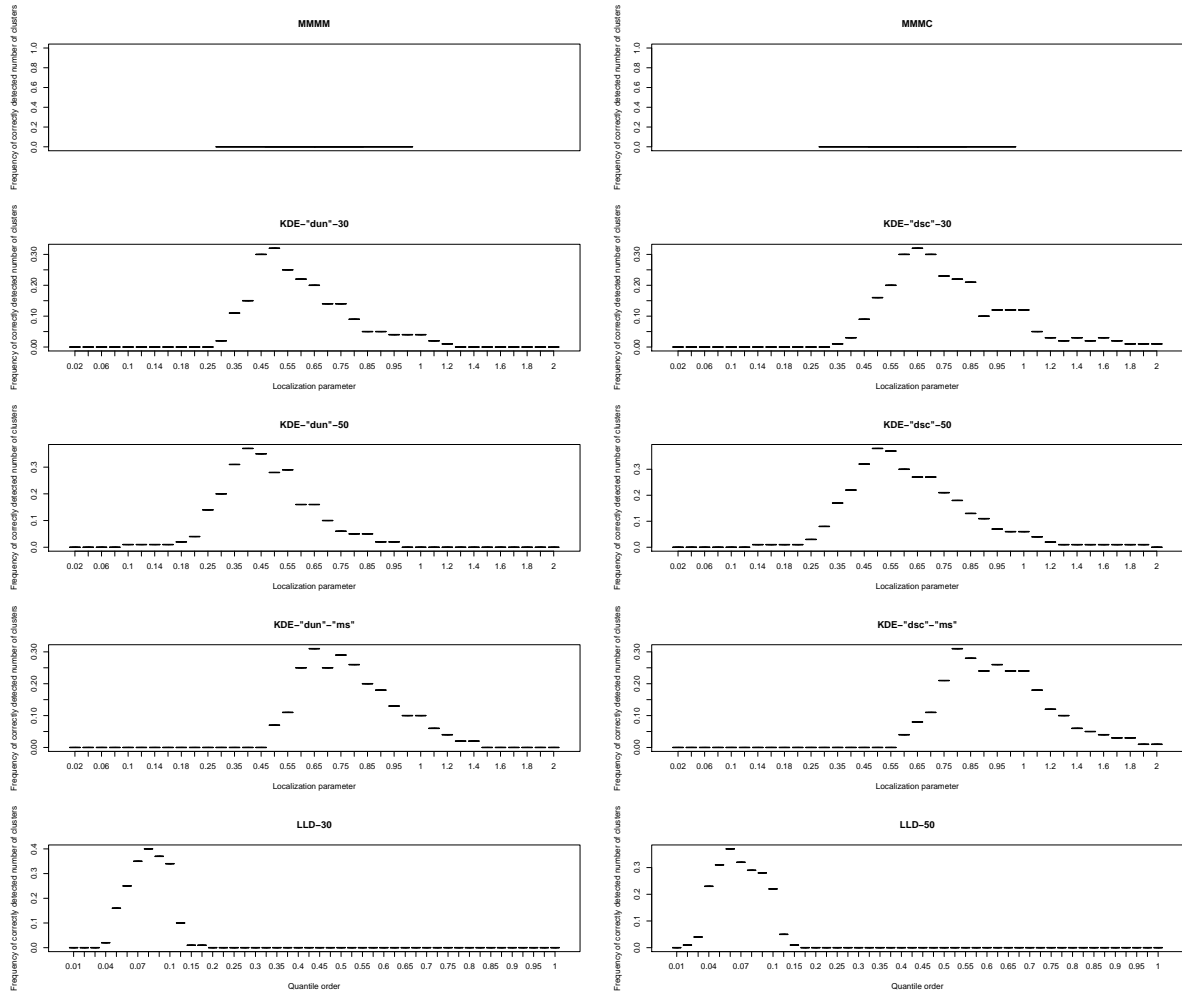 MMMM
Frequency of correctly detected number of clusters
0.0 0.2 0.4 0.6 0.8 1.0
MMMC
Frequency of correctly detected number of clusters
0.0 0.2 0.4 0.6 0.8 1.0
KDE−"dun"−30
Frequency of correctly detected number of clusters
0.00 0.10 0.20 0.30
0.02 0.06 0.1 0.14 0.18 0.25 0.35 0.45 0.55 0.65 0.75 0.85 0.95 1 1.2 1.4 1.6 1.8 2
Localization parameter
KDE−"dsc"−30
Frequency of correctly detected number of clusters
0.00 0.10 0.20 0.30
0.02 0.06 0.1 0.14 0.18 0.25 0.35 0.45 0.55 0.65 0.75 0.85 0.95 1 1.2 1.4 1.6 1.8 2
Localization parameter
KDE−"dun"−50
Frequency of correctly detected number of clusters
0.0 0.1 0.2 0.3
0.02 0.06 0.1 0.14 0.18 0.25 0.35 0.45 0.55 0.65 0.75 0.85 0.95 1 1.2 1.4 1.6 1.8 2
Localization parameter
KDE−"dsc"−50
Frequency of correctly detected number of clusters
0.0 0.1 0.2 0.3
0.02 0.06 0.1 0.14 0.18 0.25 0.35 0.45 0.55 0.65 0.75 0.85 0.95 1 1.2 1.4 1.6 1.8 2
Localization parameter
KDE−"dun"−"ms"
Frequency of correctly detected number of clusters
0.00 0.10 0.20 0.30
0.02 0.06 0.1 0.14 0.18 0.25 0.35 0.45 0.55 0.65 0.75 0.85 0.95 1 1.2 1.4 1.6 1.8 2
Localization parameter
KDE−"dsc"−"ms"
Frequency of correctly detected number of clusters
0.00 0.10 0.20 0.30
0.02 0.06 0.1 0.14 0.18 0.25 0.35 0.45 0.55 0.65 0.75 0.85 0.95 1 1.2 1.4 1.6 1.8 2
Localization parameter
LLD−30
Frequency of correctly detected number of clusters
0.0 0.1 0.2 0.3 0.4
0.01 0.04 0.07 0.1 0.15 0.2 0.25 0.3 0.35 0.4 0.45 0.5 0.55 0.6 0.65 0.7 0.75 0.8 0.85 0.9 0.95 1
Quantile order
LLD−50
Frequency of correctly detected number of clusters
0.0 0.1 0.2 0.3
0.01 0.04 0.07 0.1 0.15 0.2 0.25 0.3 0.35 0.4 0.45 0.5 0.55 0.6 0.65 0.7 0.75 0.8 0.85 0.9 0.95 1
Quantile order